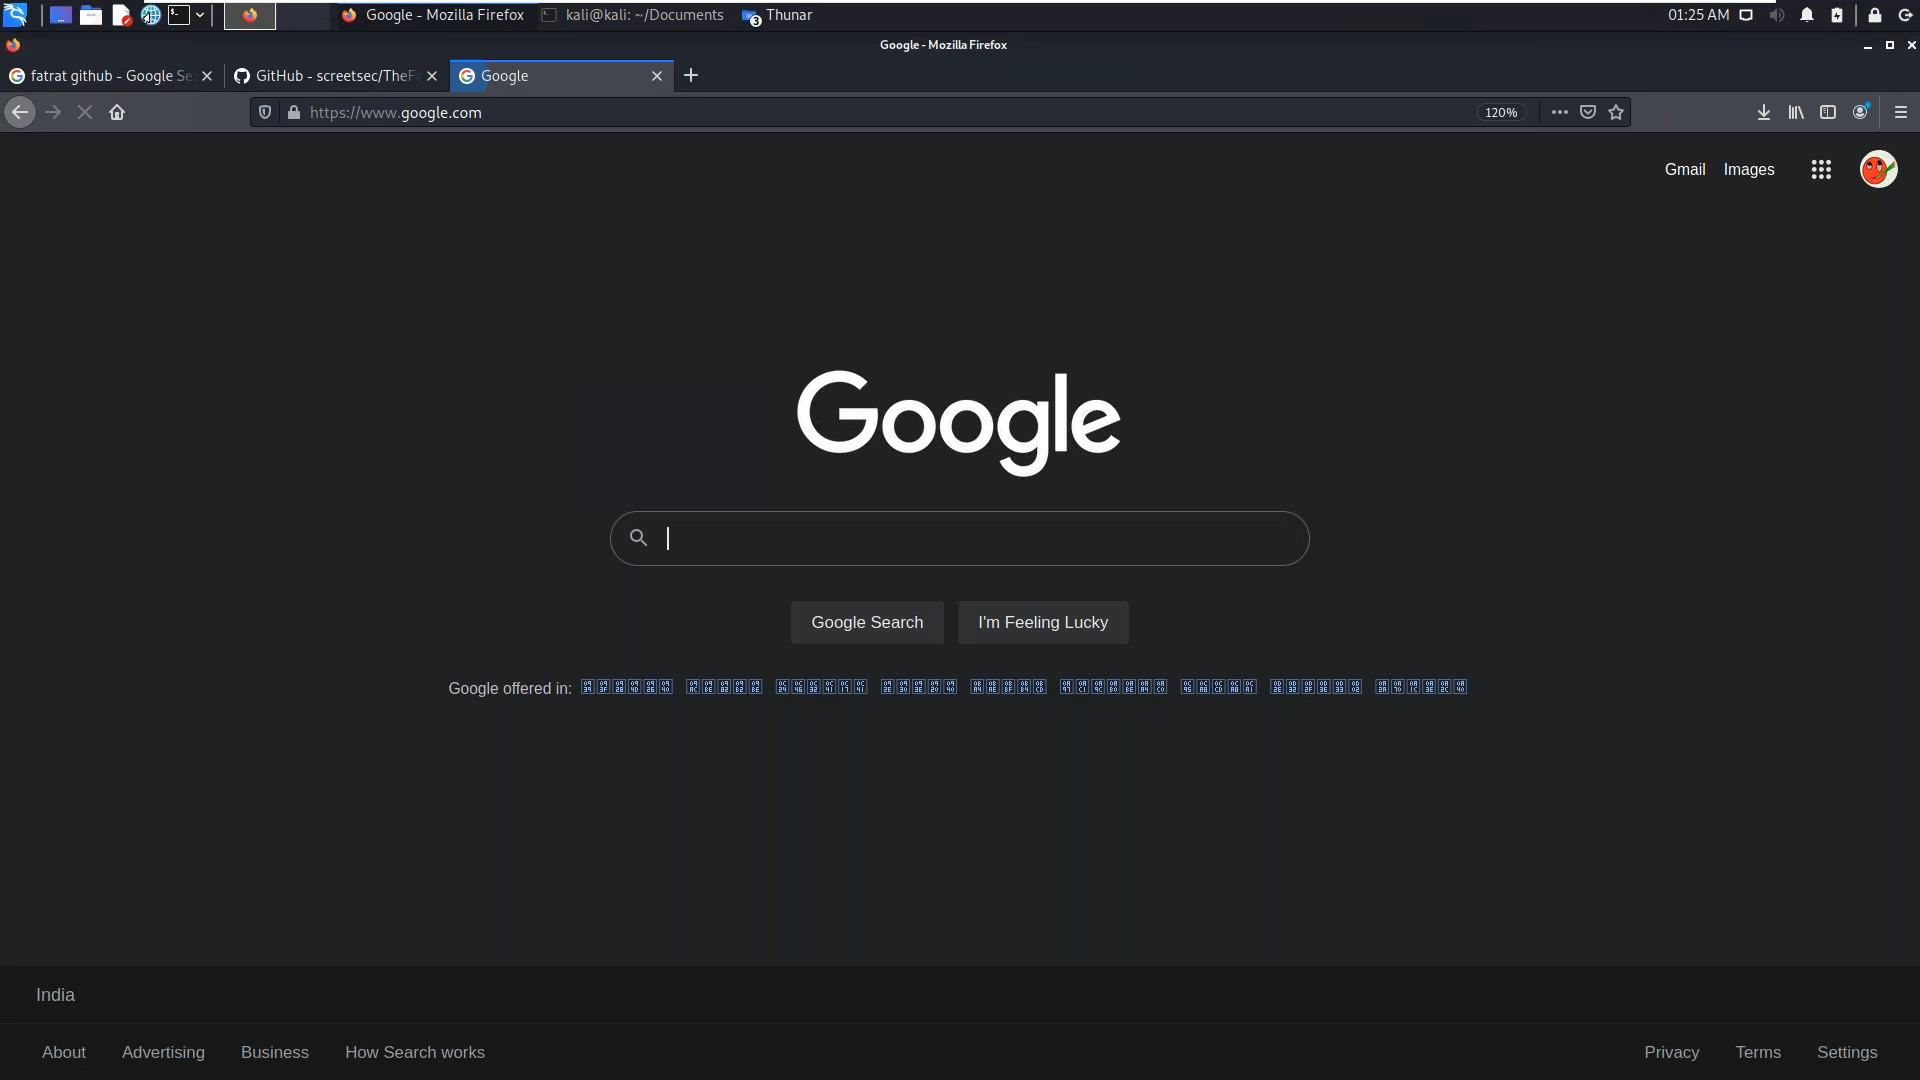 Google - Mozilla Firefox
kali@kali: ~/Documents
3
Thunar
01:25 AM
Google - Mozilla Firefox
fatrat github - Google Se
GitHub - screetsec/TheFa
Google
https://www.google.com
120%
Gmail
Images
Google
Google Search
I'm Feeling Lucky
Google offered in:
India
About
Advertising
Business
How Search works
Privacy
Terms
Settings